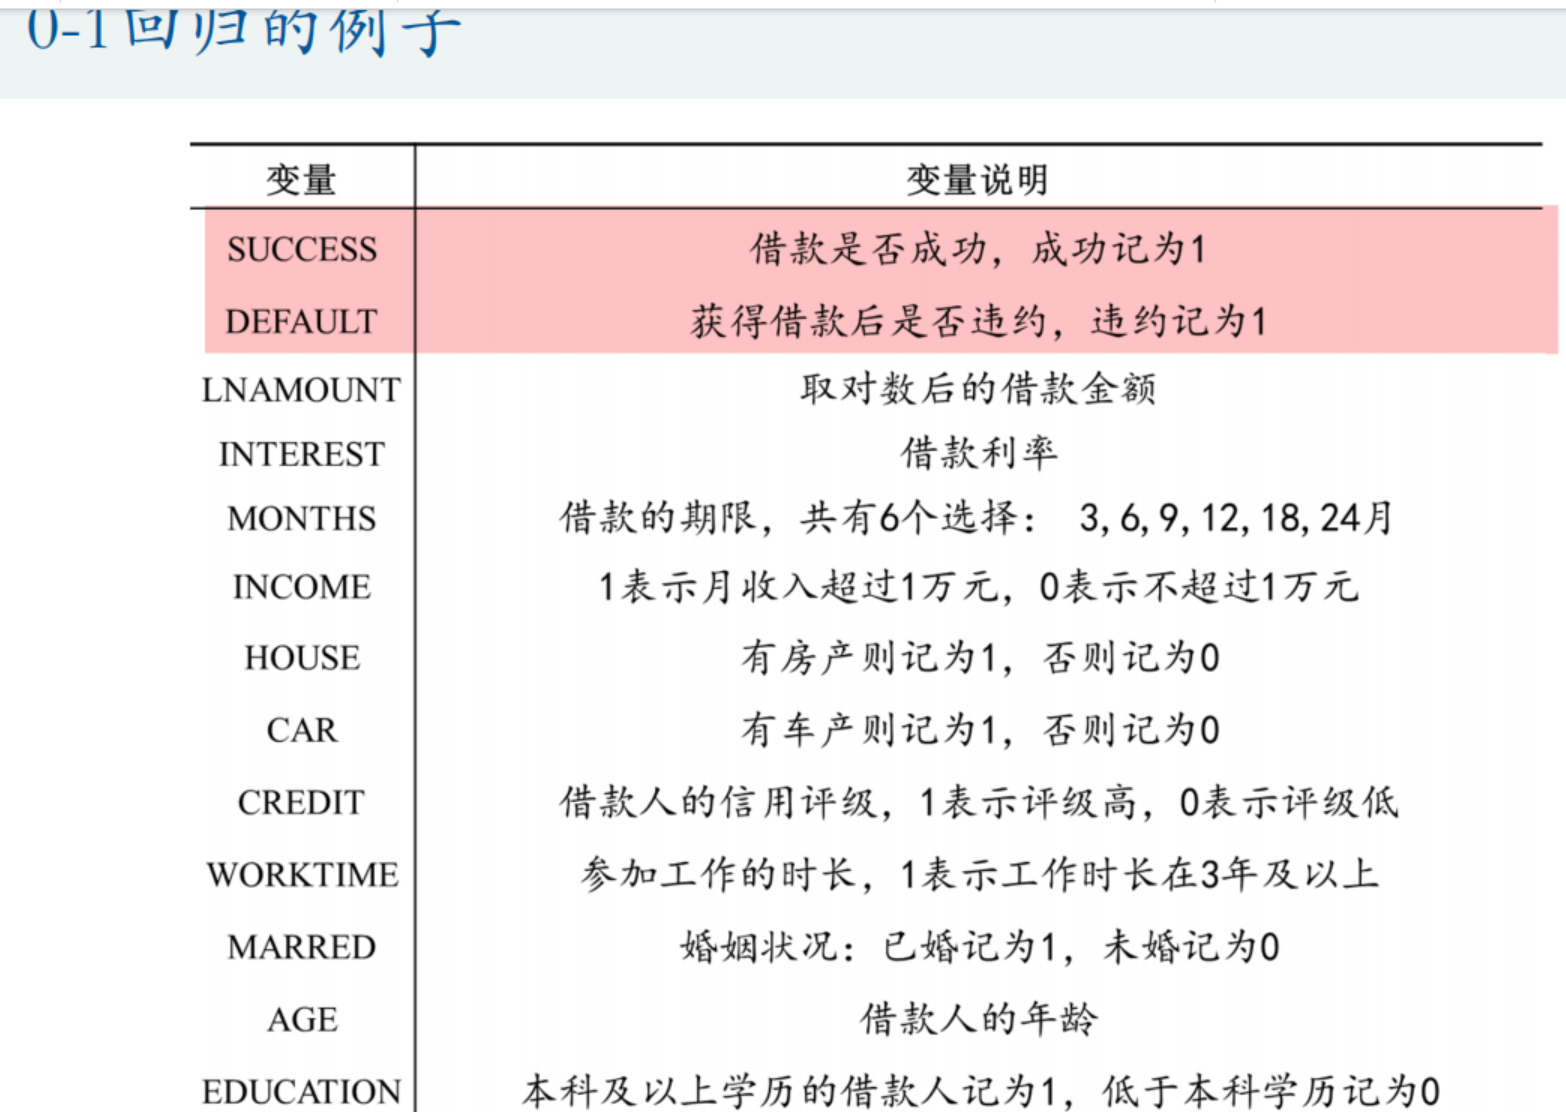 0-1回归的例子
变量 变量说明
SUCCESS 借款是否成功，成功记为1
DEFAULT 获得借款后是否违约，违约记为1
LNAMOUNT 取对数后的借款金额
INTEREST 借款利率
MONTHS 借款的期限，共有6个选择： 3,6,9,12,18,24月
INCOME 1表示月收入超过1万元，0表示不超过1万元
HOUSE 有房产则记为1，否则记为0
CAR 有车产则记为1，否则记为0
CREDIT 借款人的信用评级，1表示评级高，0表示评级低
WORKTIME 参加工作的时长，1表示工作时长在3年及以上
MARRED 婚姻状况：已婚记为1，未婚记为0
AGE 借款人的年龄
EDUCATION 本科及以上学历的借款人记为1，低于本科学历记为0